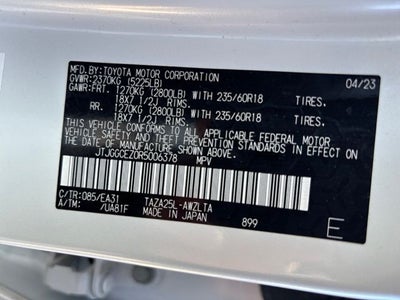 MFD.BY:TOYOTA MOTOR CORPORATION 04/23
GVWR: 2370KG (5225LB)
GAWR: FRT. 1270KG (2800LB) WITH 235/60R18 TIRES.
18X7 1/2J RIMS.
RR. 1270KG (2800LB) WITH 235/60R18 TIRES.
18X7 1/2J RIMS.
THIS VEHICLE CONFORMS TO ALL APPLICABLE FEDERAL MOTOR
VEHICLE SAFETY AND THEFT PREVENTION STANDARDS IN EFFECT ON
THE DATE OF MANUFACTURE SHOWN ABOVE.
JTJGGCEZDR5006378 MPV
C/TR: 085/EA31 TAZA25L-AWZLTA
A/TM: /UA81F MADE IN JAPAN 899 E